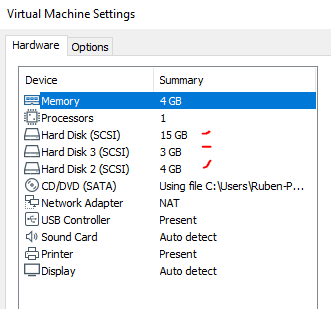 Virtual Machine Settings
Hardware Options
Device Summary
Memory 4 GB
Processors 1
Hard Disk (SCSI) 15 GB
Hard Disk 3 (SCSI) 3 GB
Hard Disk 2 (SCSI) 4 GB
CD/DVD (SATA) Using file C:\Users\Ruben-P...
Network Adapter NAT
USB Controller Present
Sound Card Auto detect
Printer Present
Display Auto detect